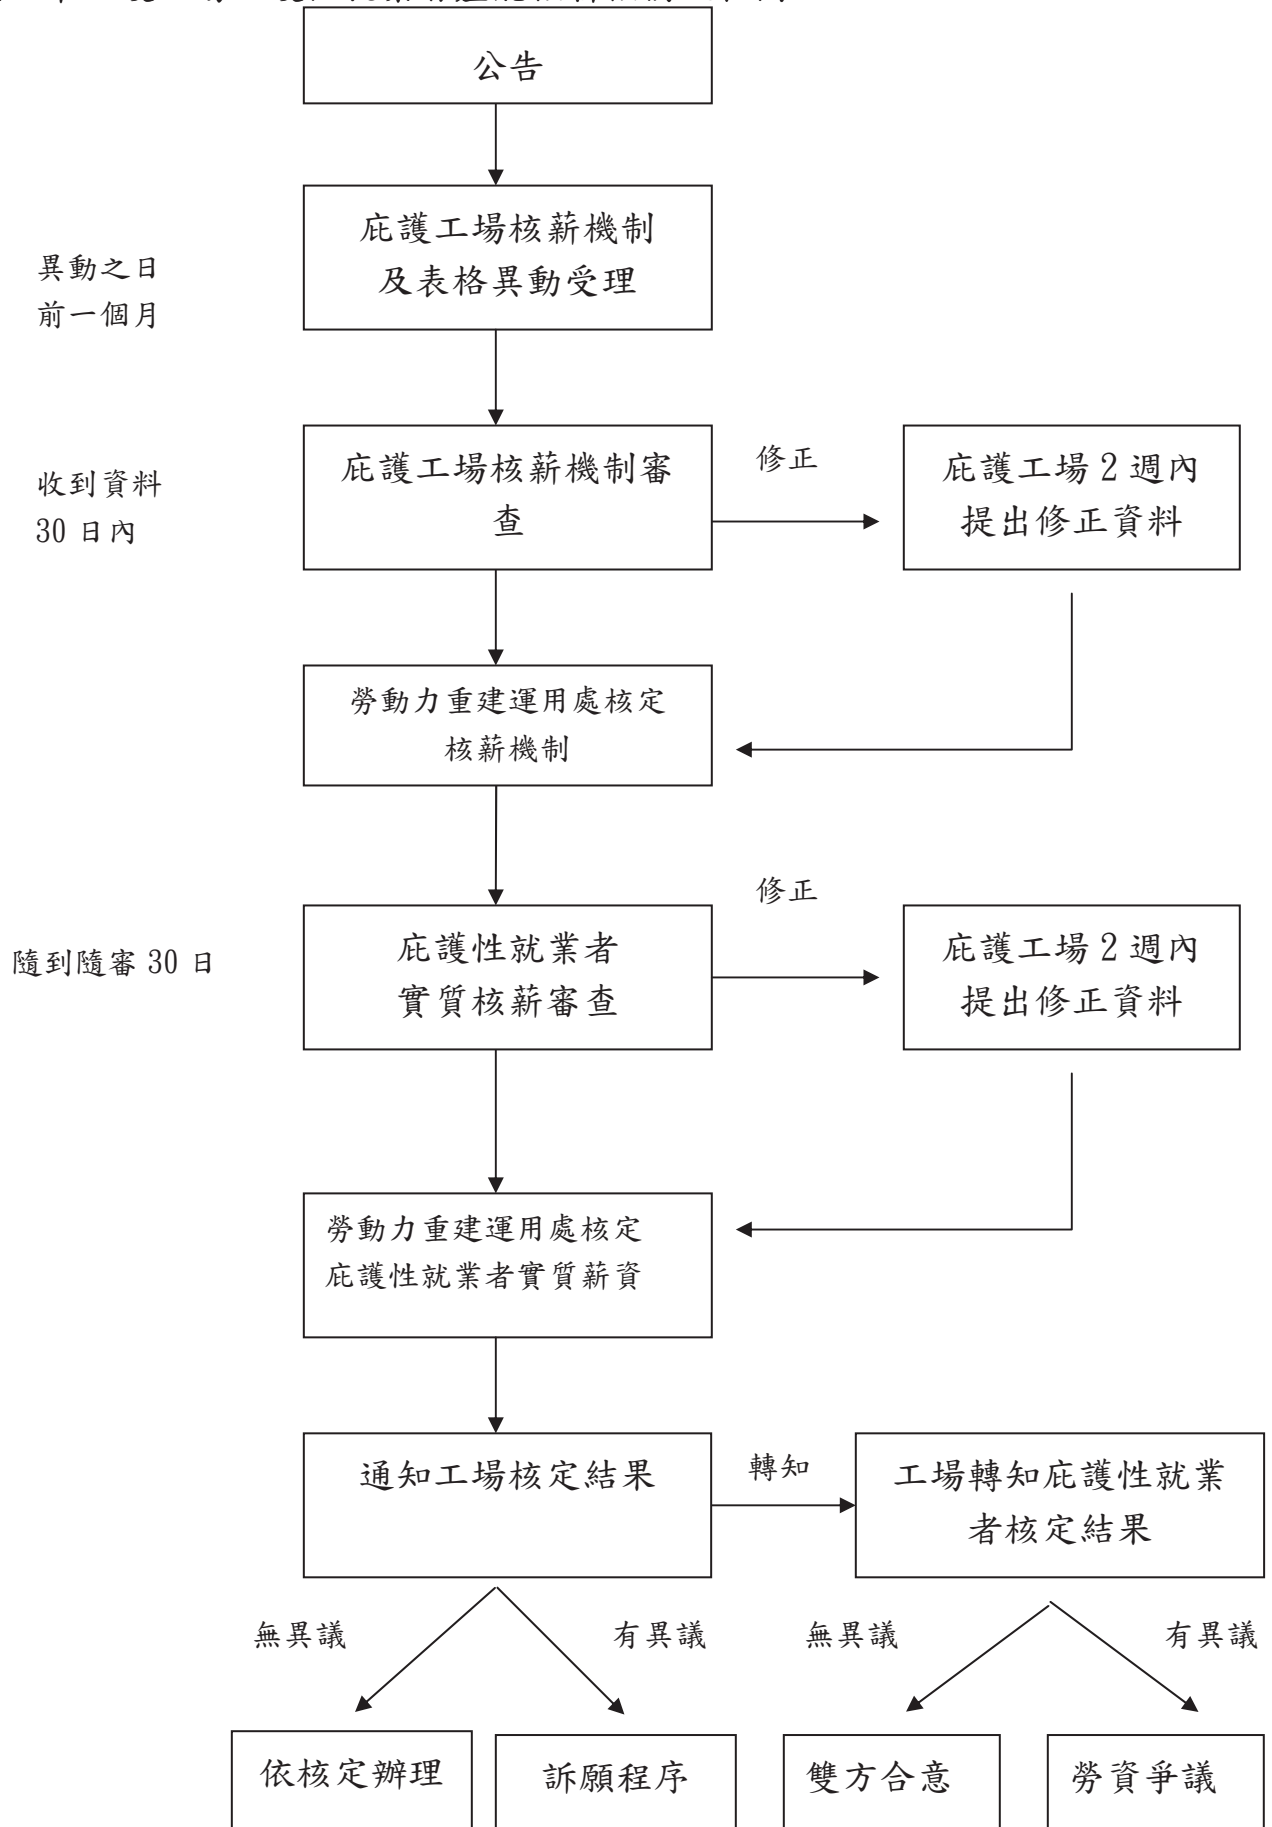 公告
庇護工場核薪機制
及表格異動受理
異動之日
前一個月
庇護工場核薪機制審
查
收到資料
30 日內
修正
庇護工場 2 週內
提出修正資料
勞動力重建運用處核定
核薪機制
庇護性就業者
實質核薪審查
隨到隨審 30 日
修正
庇護工場 2 週內
提出修正資料
勞動力重建運用處核定
庇護性就業者實質薪資
通知工場核定結果
轉知
工場轉知庇護性就業
者核定結果
無異議
有異議
無異議
有異議
依核定辦理
訴願程序
雙方合意
勞資爭議